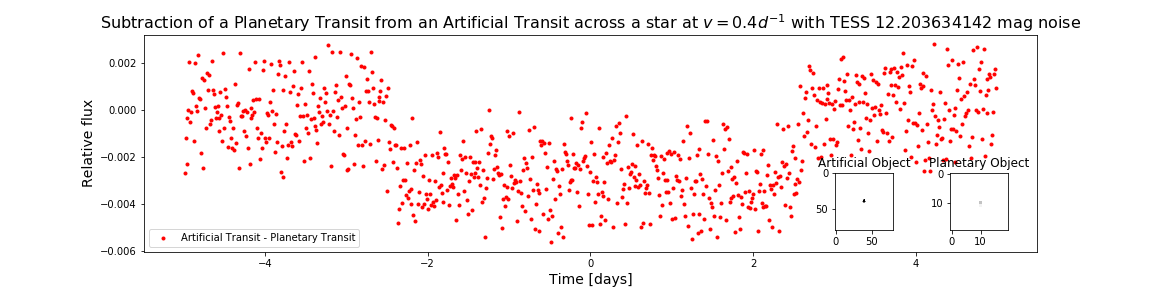 Subtraction of a Planetary Transit from an Artificial Transit across a star at v = 0.4d⁻¹ with TESS 12.203634142 mag noise
Relative flux
0.002
0.000
−0.002
−0.004
−0.006
Artificial Transit - Planetary Transit
Artificial Object
0
50
0 50
Planetary Object
0
10
0 10
−4 −2 0 2 4
Time [days]